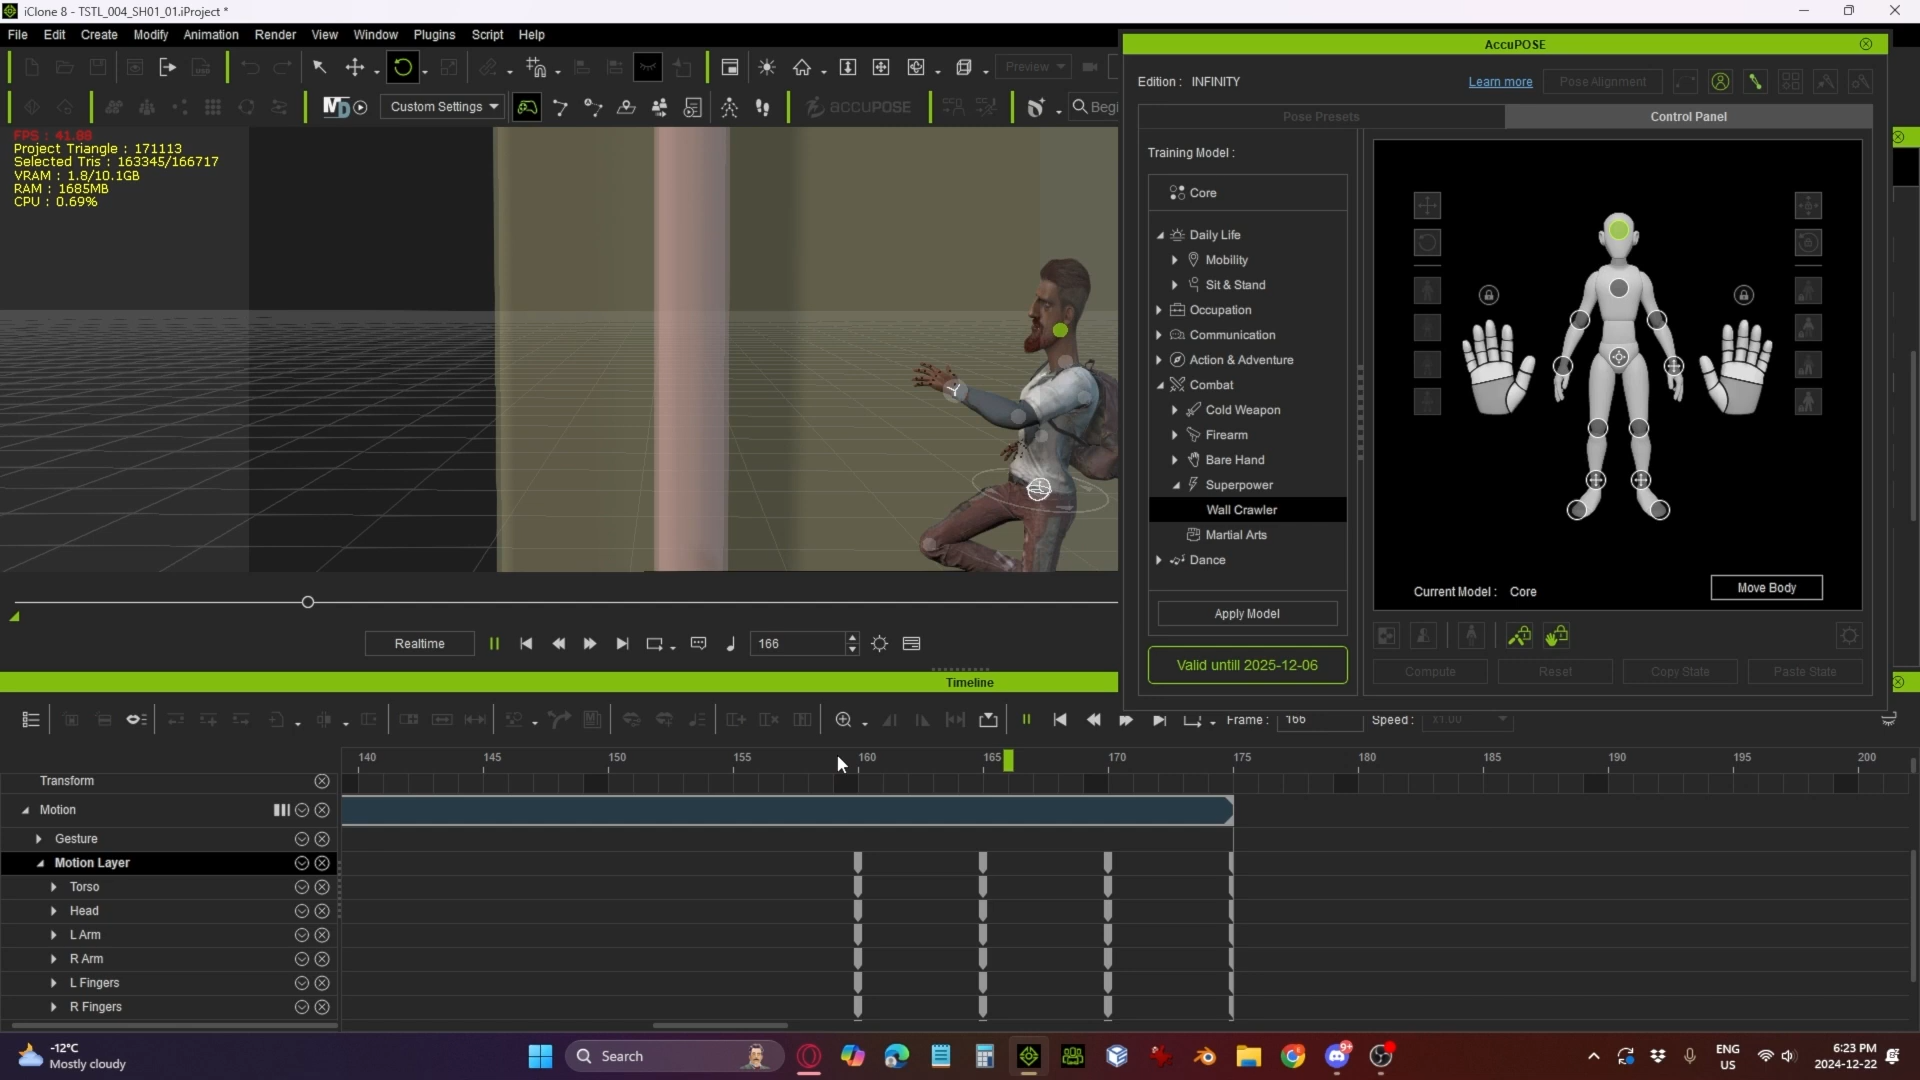 iClone 8 - TSTL_004_SH01_01.iProject *
File Edit Create Modify Animation Render View Window Plugins Script Help
AccuPOSE
Edition : INFINITY Learn more Pose Alignment
Preview
Custom Settings ACCUPOSE Begi
Pose Presets Control Panel
FPS : 41.88
Project Triangle : 171113
Selected Tris : 163345/166717
VRAM : 1.8/10.1GB
RAM : 1685MB
CPU : 0.69%
Training Model :
Core
Daily Life
Mobility
Sit & Stand
Occupation
Communication
Action & Adventure
Combat
Cold Weapon
Firearm
Bare Hand
Superpower
Wall Crawler
Martial Arts
Dance
Apply Model
Valid untill 2025-12-06
Current Model : Core Move Body
Compute Reset Copy State Paste State
Realtime 166
Timeline
Frame : 166 Speed : x1.00
140 145 150 155 160 165 170 175 180 185 190 195 200
Transform
Motion
Gesture
Motion Layer
Torso
Head
L Arm
R Arm
L Fingers
R Fingers
-12°C
Mostly cloudy
Search
9+
ENG
US
6:23 PM
2024-12-22